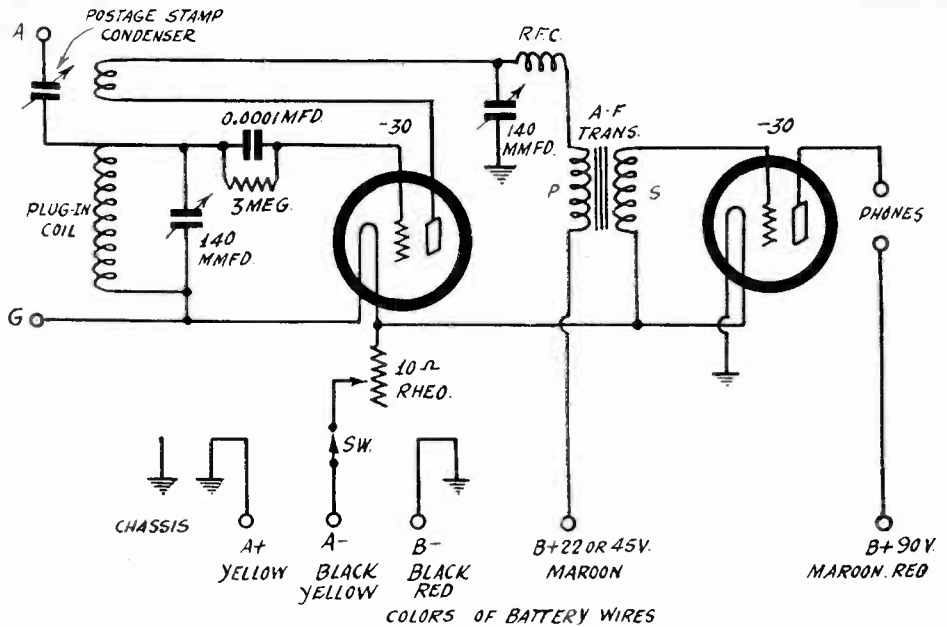 POSTAGE STAMP
CONDENSER
A
R.F.C.
0.0001 MFD.
-30
140
MMFD.
A-F
TRANS.
-30
P
S
PLUG-IN
COIL
3 MEG.
140
MMFD.
PHONES
G
10 Ω
RHEO.
SW.
CHASSIS
A+
YELLOW
A-
BLACK
YELLOW
B-
BLACK
RED
B+22 OR 45V.
MAROON
B+90V.
MAROON.RED
COLORS OF BATTERY WIRES